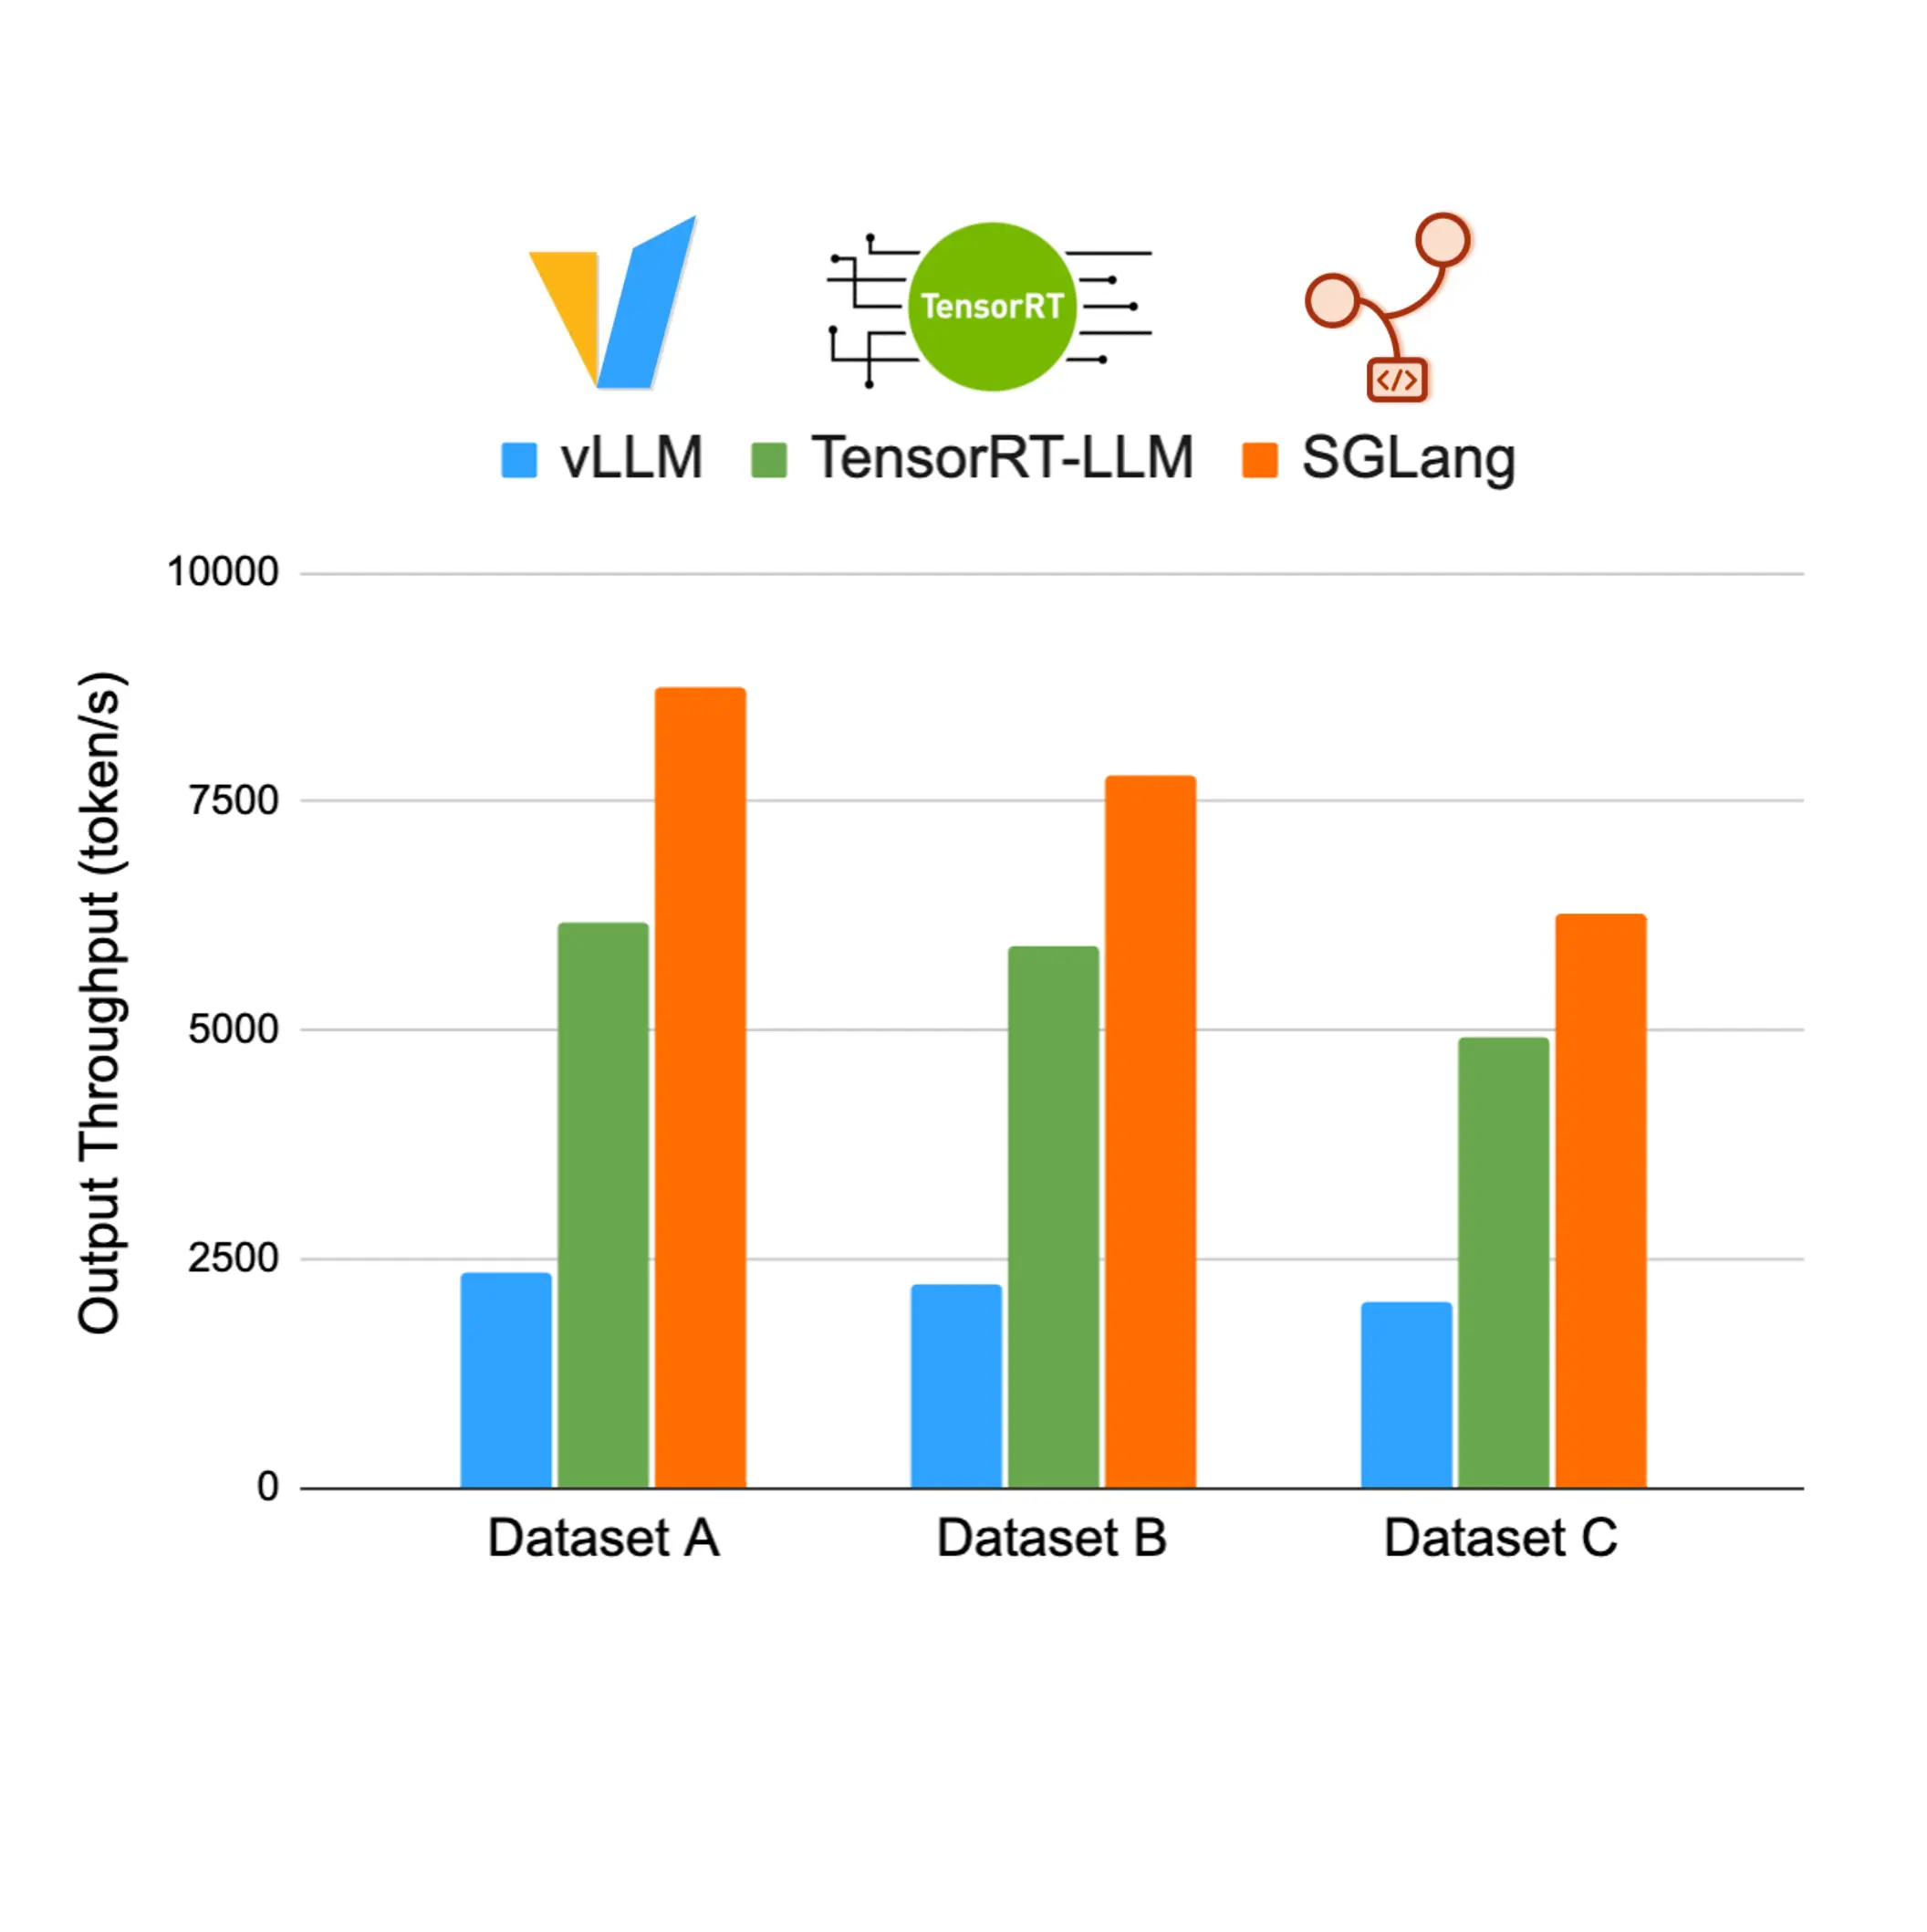 TensorRT
</>
vLLM TensorRT-LLM SGLang
10000
7500
5000
2500
0
Output Throughput (token/s)
Dataset A Dataset B Dataset C